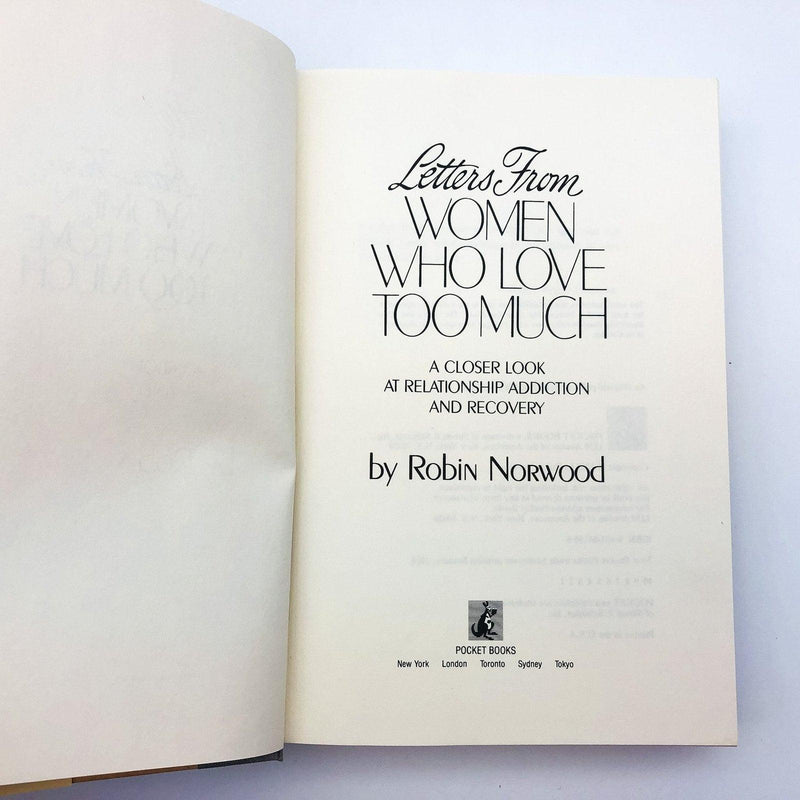 Letters From
WOMEN
WHO LOVE
TOO MUCH
A CLOSER LOOK
AT RELATIONSHIP ADDICTION
AND RECOVERY
by ROBIN NORWOOD
POCKET BOOKS
New York London Toronto Sydney Tokyo